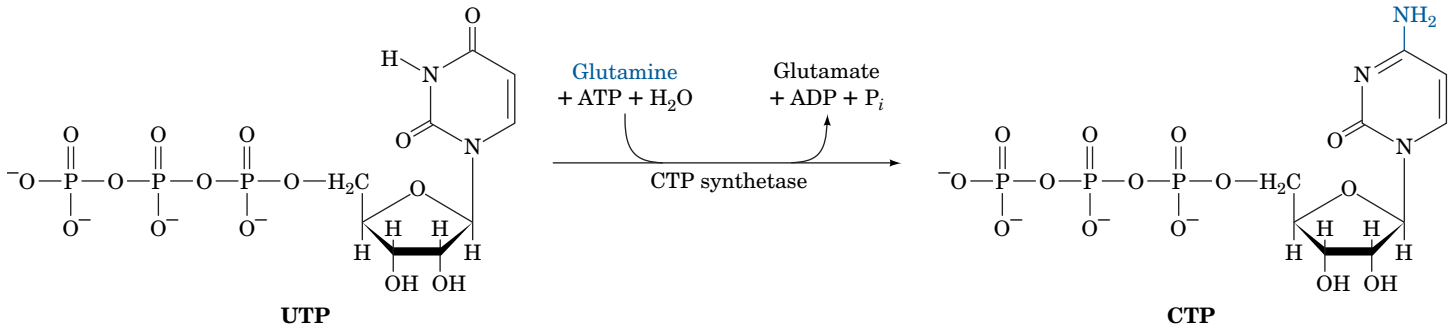 O
H
N
Glutamine
+ ATP + H₂O
Glutamate
+ ADP + Pᵢ
O
N
O O O
⁻O—P—O—P—O—P—O—H₂C
O⁻ O⁻ O⁻
O
H H H H
OH OH
CTP synthetase
UTP
NH₂
N
O
N
O O O
⁻O—P—O—P—O—P—O—H₂C
O⁻ O⁻ O⁻
O
H H H H
OH OH
CTP